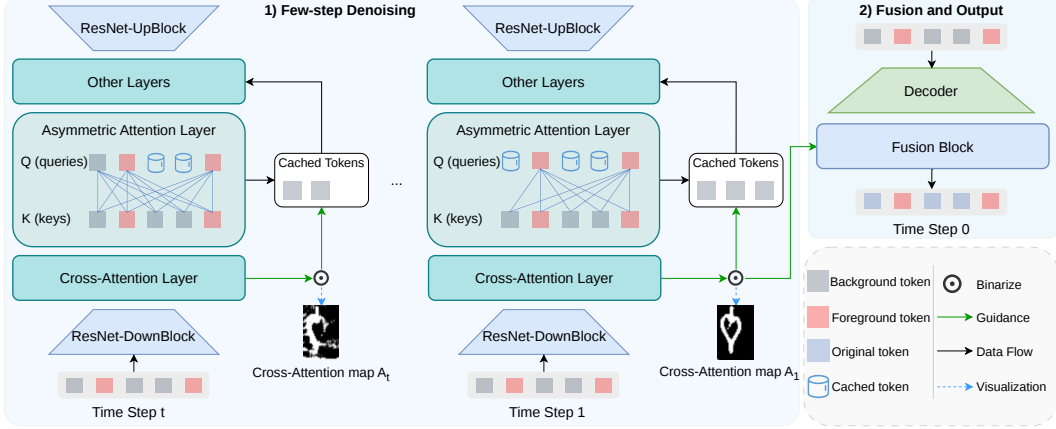 1) Few-step Denoising
ResNet-UpBlock
Other Layers
Asymmetric Attention Layer
Q (queries)
K (keys)
Cached Tokens
Cross-Attention Layer
ResNet-DownBlock
Cross-Attention map At
Time Step t
...
ResNet-UpBlock
Other Layers
Asymmetric Attention Layer
Q (queries)
K (keys)
Cached Tokens
Cross-Attention Layer
ResNet-DownBlock
Cross-Attention map A1
Time Step 1
2) Fusion and Output
Decoder
Fusion Block
Time Step 0
Background token
Foreground token
Original token
Cached token
Binarize
Guidance
Data Flow
Visualization